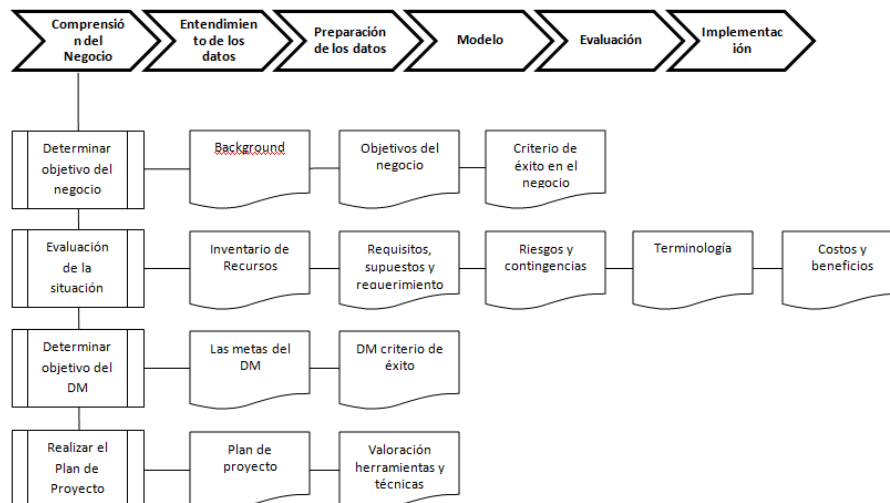 Comprensió
n del
Negocio
Entendimien
to de los
datos
Preparación
de los datos
Modelo
Evaluación
Implementac
ión
Determinar
objetivo del
negocio
Background
Objetivos del
negocio
Criterio de
éxito en el
negocio
Evaluación
de la
situación
Inventario de
Recursos
Requisitos,
supuestos y
requerimiento
Riesgos y
contingencias
Terminología
Costos y
beneficios
Determinar
objetivo del
DM
Las metas del
DM
DM criterio de
éxito
Realizar el
Plan de
Proyecto
Plan de
proyecto
Valoración
herramientas y
técnicas